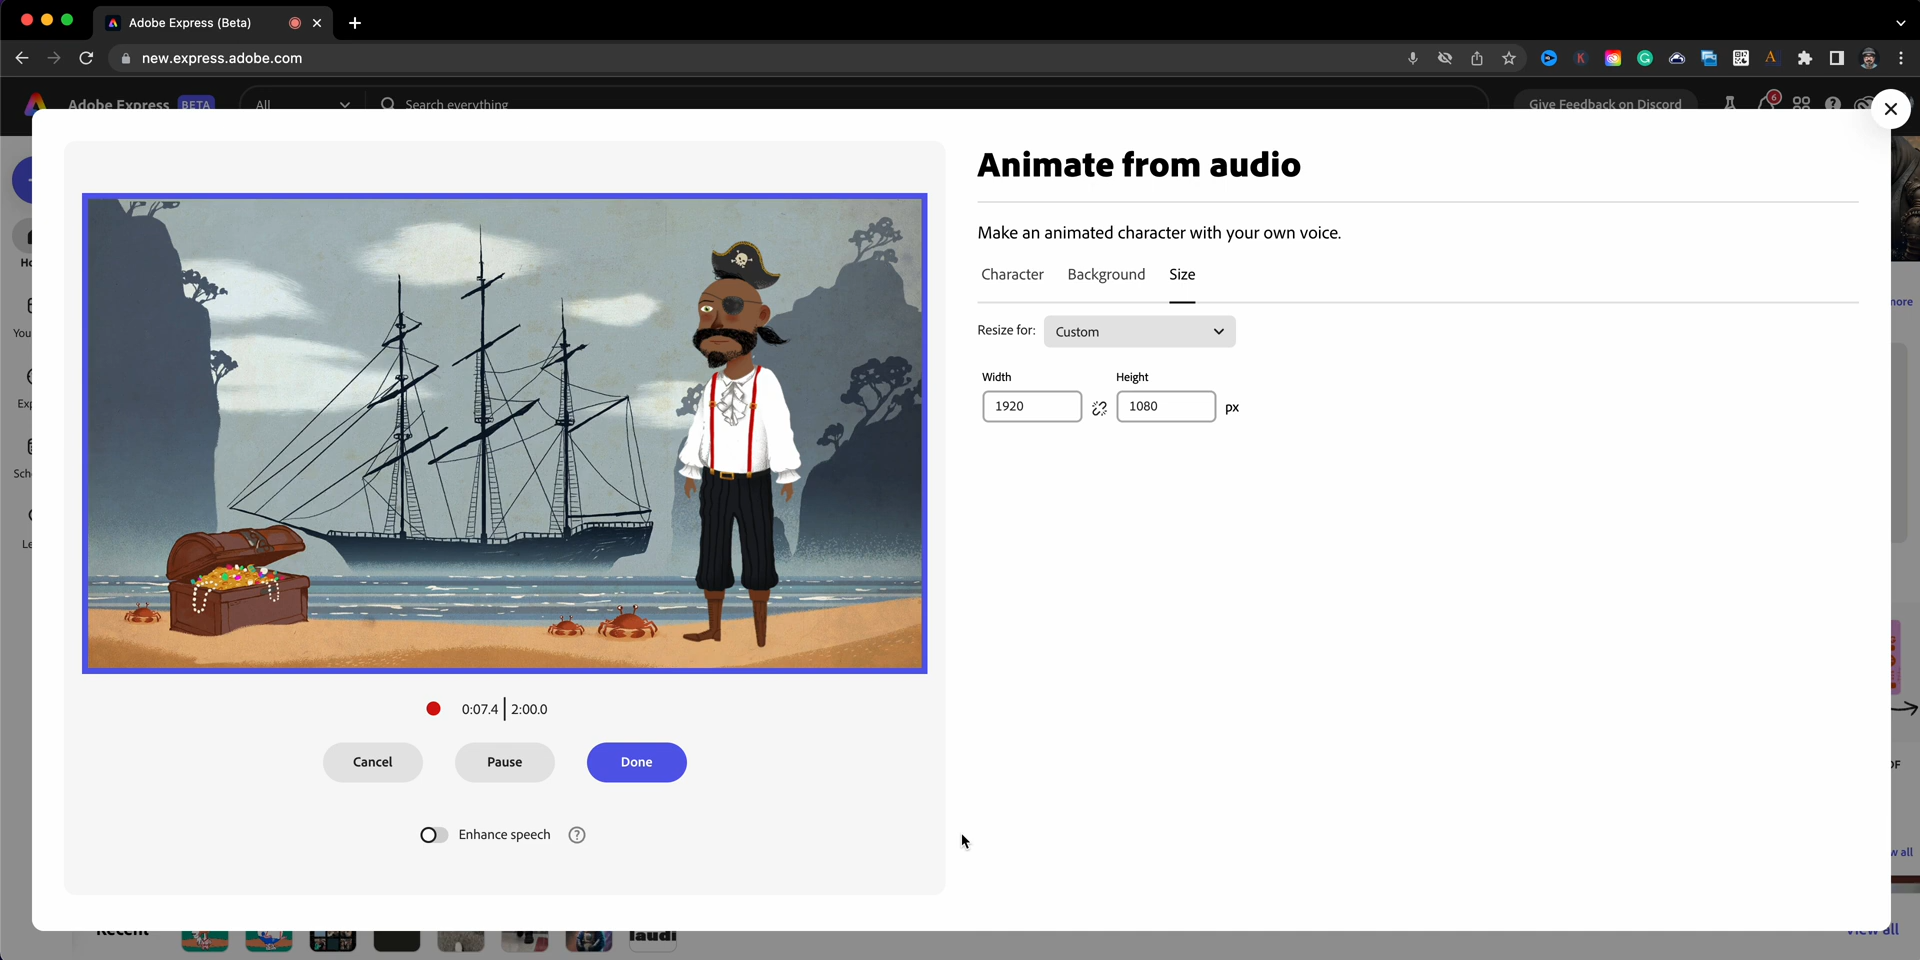 Adobe Express (Beta)
new.express.adobe.com
Adobe Express BETA
All
Search everything
Give Feedback on Discord
6
Animate from audio
Make an animated character with your own voice.
Character Background Size
Resize for: Custom
Width Height
1920 1080 px
0:07.4 2:00.0
Cancel Pause Done
Enhance speech ?
Recent
View all